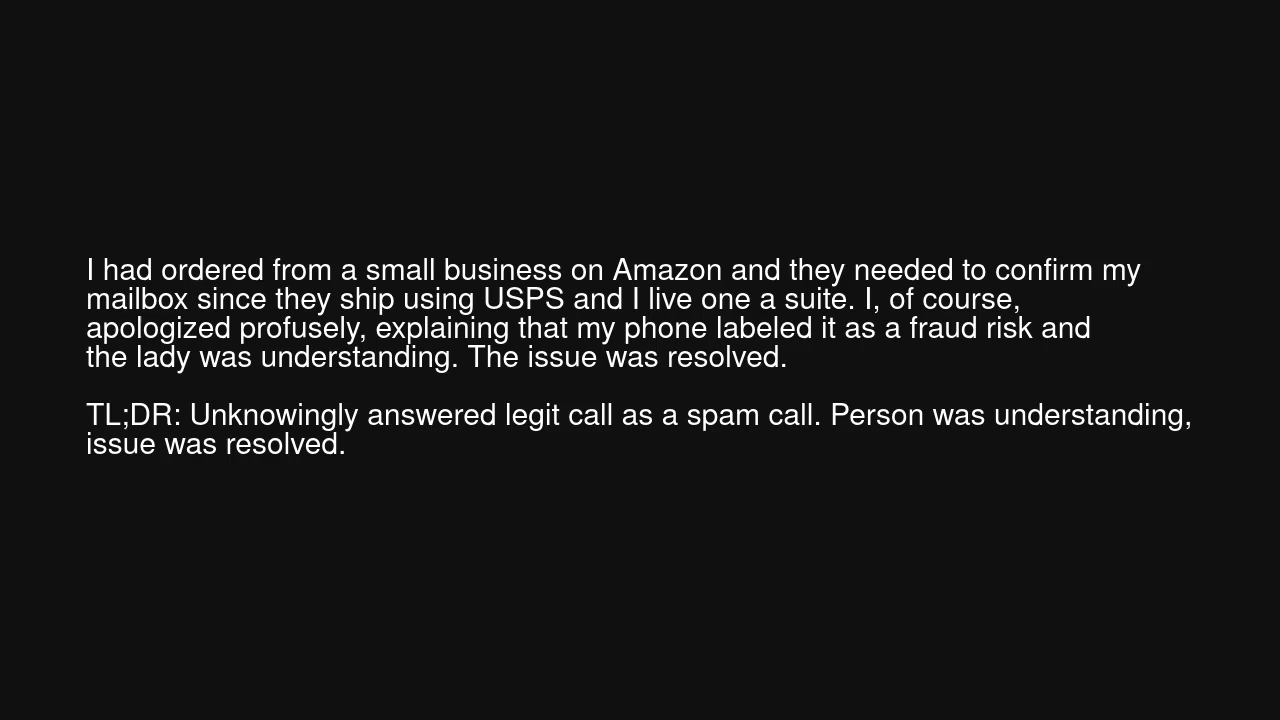 I had ordered from a small business on Amazon and they needed to confirm my
mailbox since they ship using USPS and I live one a suite. I, of course,
apologized profusely, explaining that my phone labeled it as a fraud risk and
the lady was understanding. The issue was resolved.
TL;DR: Unknowingly answered legit call as a spam call. Person was understanding,
issue was resolved.